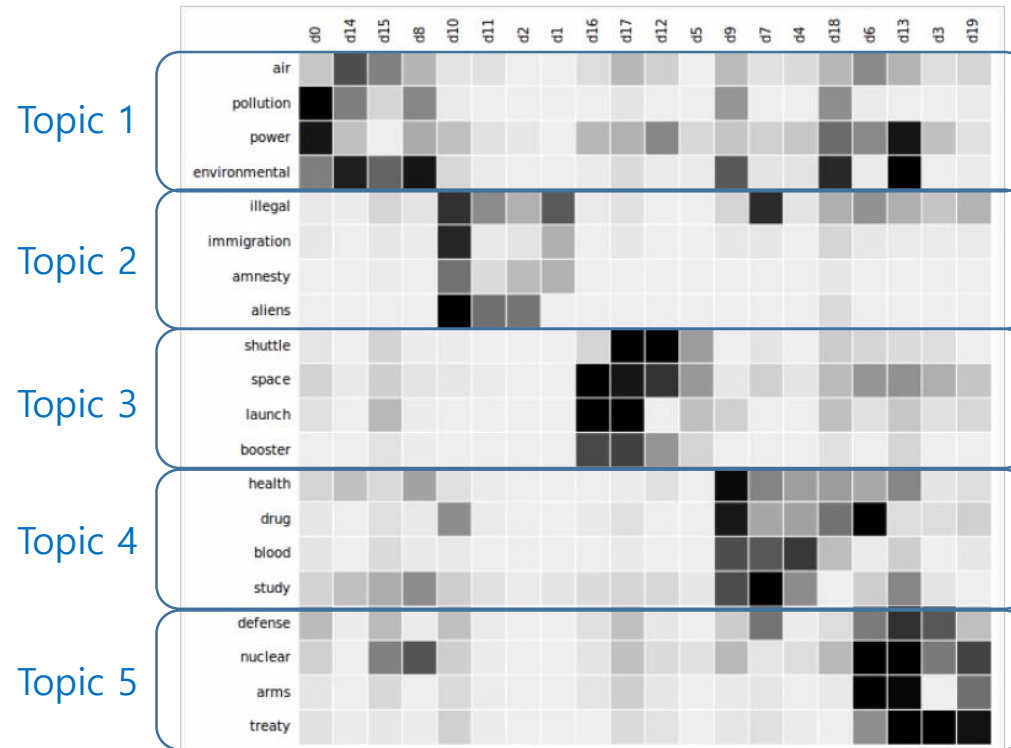 d0 d14 d15 d8 d10 d11 d2 d1 d16 d17 d12 d5 d9 d7 d4 d18 d6 d13 d3 d19
Topic 1
air
pollution
power
environmental
Topic 2
illegal
immigration
amnesty
aliens
Topic 3
shuttle
space
launch
booster
Topic 4
health
drug
blood
study
Topic 5
defense
nuclear
arms
treaty